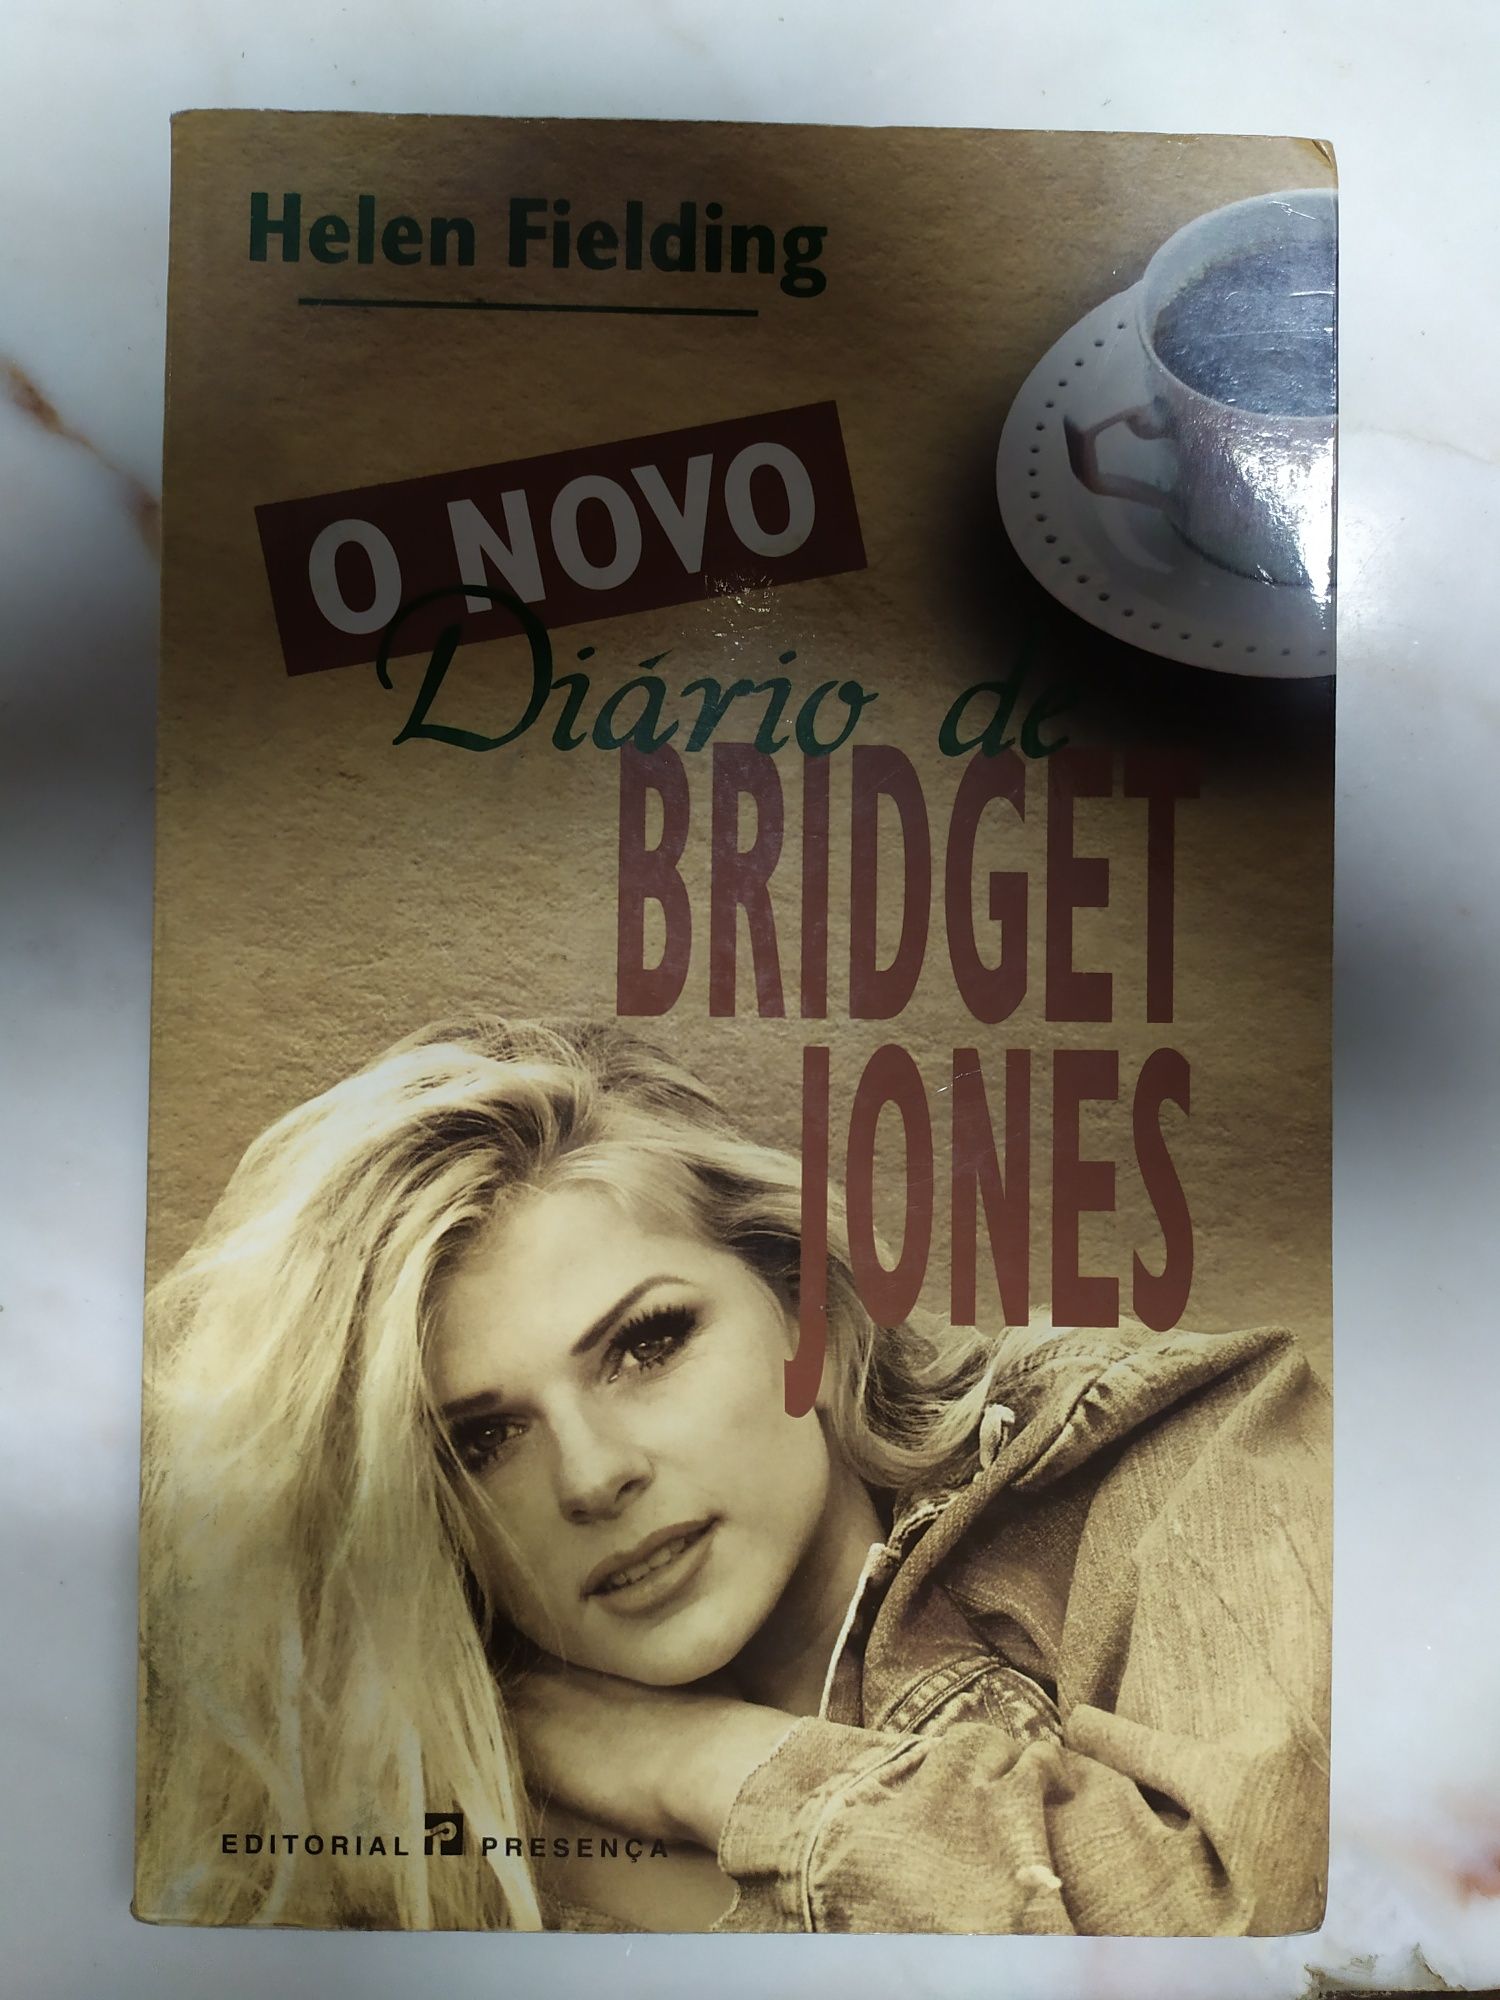 Helen Fielding
O NOVO
Diário de
BRIDGET
JONES
EDITORIAL PRESENÇA